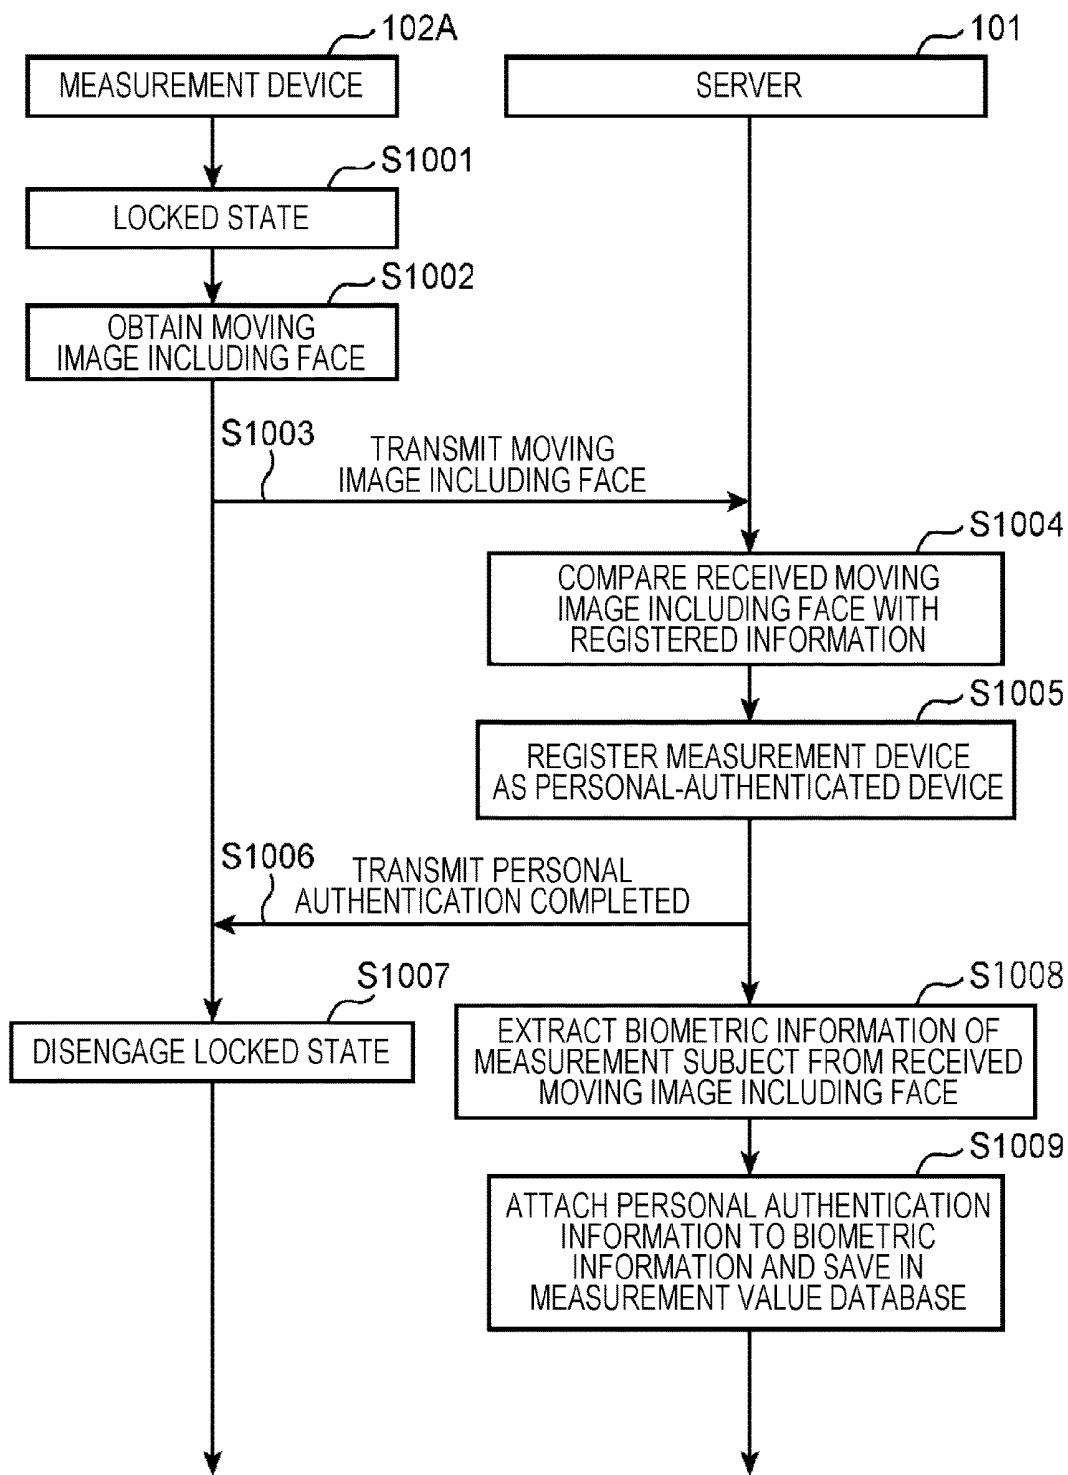 102A
101
MEASUREMENT DEVICE
SERVER
S1001
LOCKED STATE
S1002
OBTAIN MOVING
IMAGE INCLUDING FACE
S1003
TRANSMIT MOVING
IMAGE INCLUDING FACE
S1004
COMPARE RECEIVED MOVING
IMAGE INCLUDING FACE WITH
REGISTERED INFORMATION
S1005
REGISTER MEASUREMENT DEVICE
AS PERSONAL-AUTHENTICATED DEVICE
S1006
TRANSMIT PERSONAL
AUTHENTICATION COMPLETED
S1007
DISENGAGE LOCKED STATE
S1008
EXTRACT BIOMETRIC INFORMATION OF
MEASUREMENT SUBJECT FROM RECEIVED
MOVING IMAGE INCLUDING FACE
S1009
ATTACH PERSONAL AUTHENTICATION
INFORMATION TO BIOMETRIC
INFORMATION AND SAVE IN
MEASUREMENT VALUE DATABASE